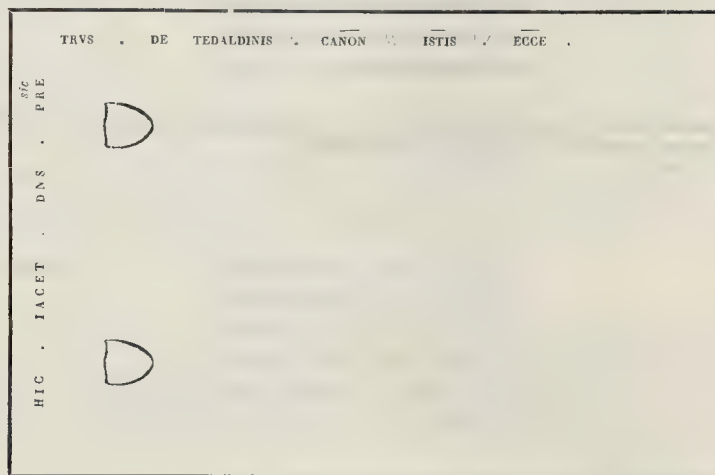 sic
HIC . IACET . DNS . PRE
TRVS . DE TEDALDINIS ∵ CANON ∵ ISTIS ∵ ECCE .